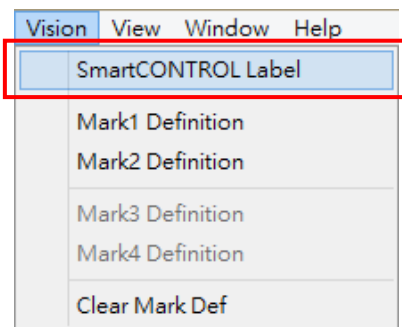 Vision View Window Help
SmartCONTROL Label
Mark1 Definition
Mark2 Definition
Mark3 Definition
Mark4 Definition
Clear Mark Def